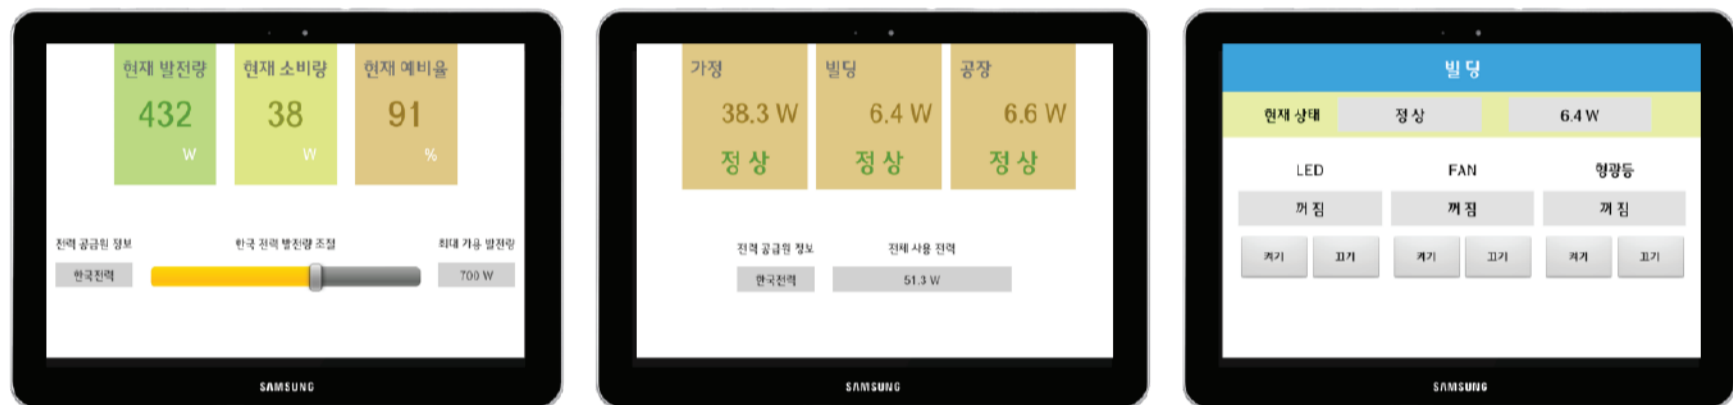 현재 발전량
432
W
현재 소비량
38
W
현재 예비율
91
%
전력 공급원 정보
한국전력
한국 전력 발전량 조절
최대 가용 발전량
700 W
SAMSUNG
가정
38.3 W
정 상
빌딩
6.4 W
정 상
공장
6.6 W
정 상
전력 공급원 정보
한국전력
전체 사용 전력
51.3 W
SAMSUNG
빌 딩
현재 상태
정 상
6.4 W
LED
꺼 짐
켜기
끄기
FAN
꺼 짐
켜기
끄기
형광등
꺼 짐
켜기
끄기
SAMSUNG